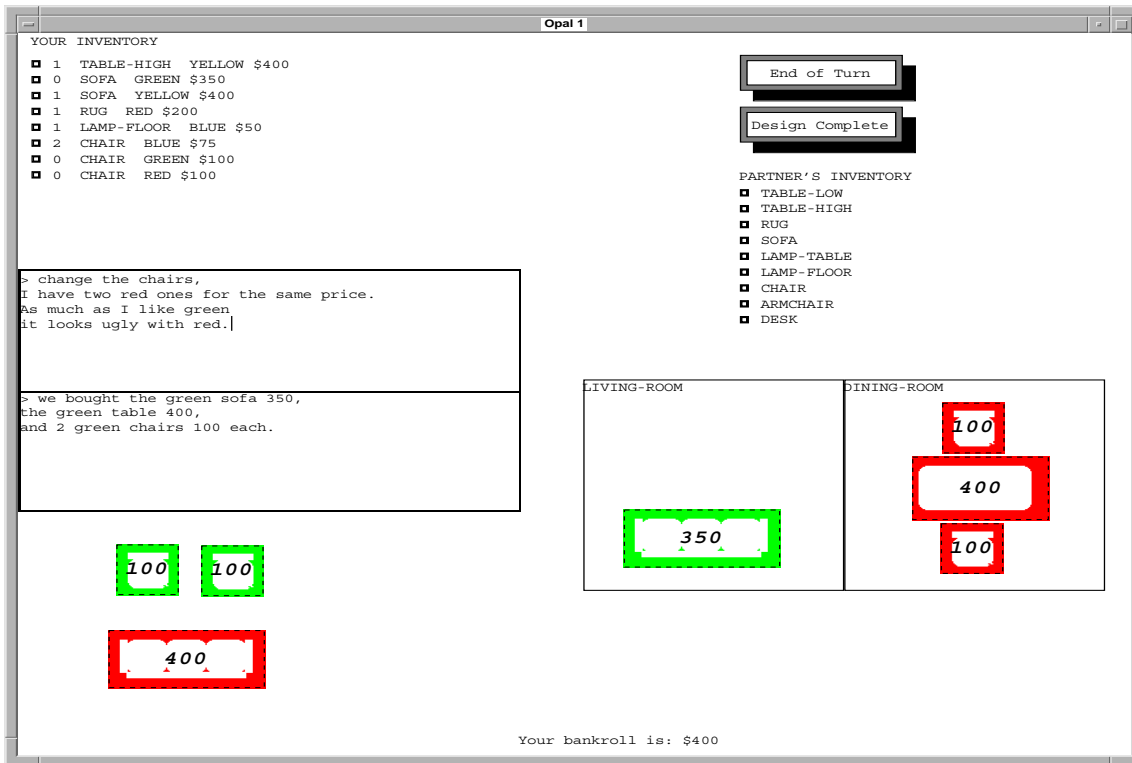 Opal 1
YOUR INVENTORY
1 TABLE-HIGH YELLOW $400
0 SOFA GREEN $350
1 SOFA YELLOW $400
1 RUG RED $200
1 LAMP-FLOOR BLUE $50
2 CHAIR BLUE $75
0 CHAIR GREEN $100
0 CHAIR RED $100
End of Turn
Design Complete
PARTNER'S INVENTORY
TABLE-LOW
TABLE-HIGH
RUG
SOFA
LAMP-TABLE
LAMP-FLOOR
CHAIR
ARMCHAIR
DESK
> change the chairs,
I have two red ones for the same price.
As much as I like green
it looks ugly with red.
> we bought the green sofa 350,
the green table 400,
and 2 green chairs 100 each.
LIVING-ROOM
DINING-ROOM
100
400
350
100
100 100
400
Your bankroll is: $400